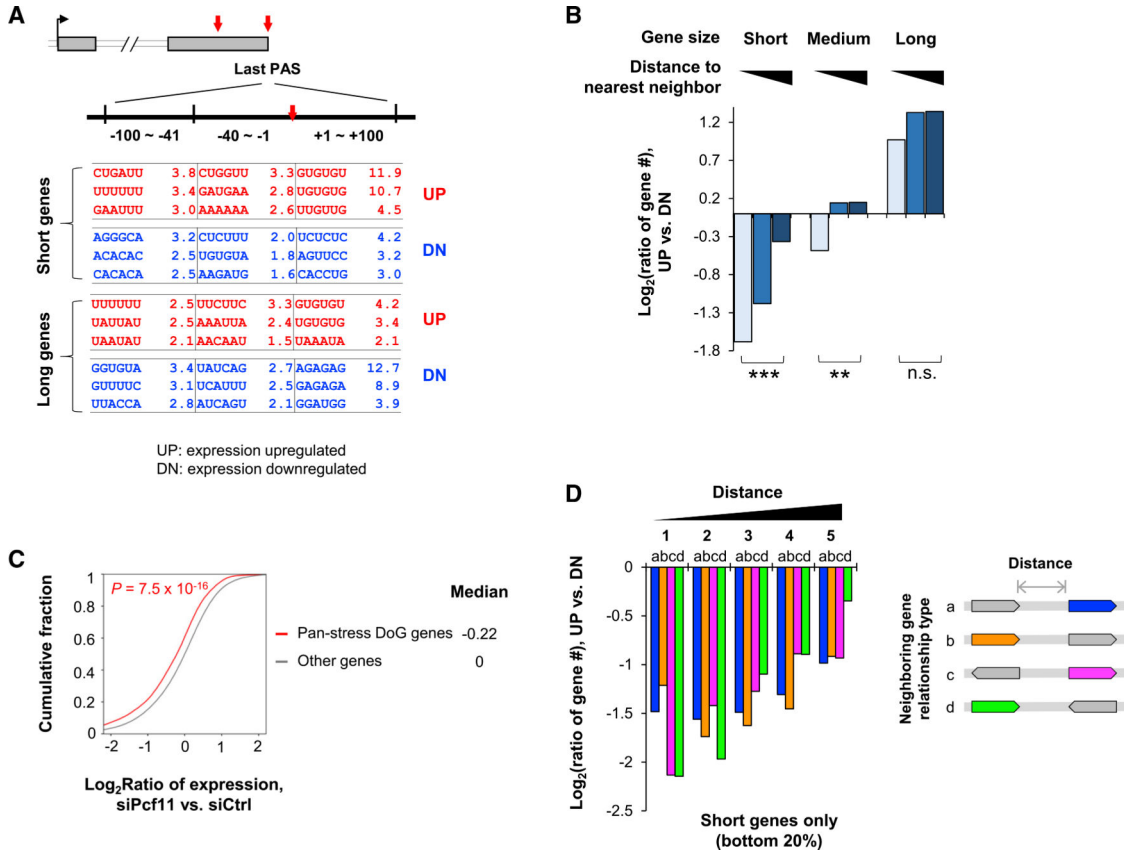 A
Last PAS
-100 ~ -41 -40 ~ -1 +1 ~ +100
Short genes
CUGAUU 3.8 CUGGUU 3.3 GUGUGU 11.9
UUUUUU 3.4 GAUGAA 2.8 UGUGUG 10.7
GAAUUU 3.0 AAAAAA 2.6 UUGUUG 4.5
UP
AGGGCA 3.2 CUCUUU 2.0 UCUCUC 4.2
ACACAC 2.5 UGUGUA 1.8 AGUUCC 3.2
CACACA 2.5 AAGAUG 1.6 CACCUG 3.0
DN
Long genes
UUUUUU 2.5 UUCUUC 3.3 GUGUGU 4.2
UAUUAU 2.5 AAAUUA 2.4 UGUGUG 3.4
UAAUAU 2.1 AACAAU 1.5 UAAAUA 2.1
UP
GGUGUA 3.4 UAUCAG 2.7 AGAGAG 12.7
GUUUUC 3.1 UCAUUU 2.5 GAGAGA 8.9
UUACCA 2.8 AUCAGU 2.1 GGAUGG 3.9
DN
UP: expression upregulated
DN: expression downregulated
B
Gene size Short Medium Long
Distance to
nearest neighbor
Log2(ratio of gene #),
UP vs. DN
1.2
0.7
0.2
-0.3
-0.8
-1.3
-1.8
*** ** n.s.
C
Cumulative fraction
1
0.8
0.6
0.4
0.2
0
P = 7.5 x 10-16
-2 -1 0 1 2
Log2Ratio of expression,
siPcf11 vs. siCtrl
Median
Pan-stress DoG genes -0.22
Other genes 0
D
Distance
1 2 3 4 5
abcd abcd abcd abcd abcd
Log2(ratio of gene #), UP vs. DN
0
-0.5
-1
-1.5
-2
-2.5
Short genes only
(bottom 20%)
Distance
Neighboring gene
relationship type
a
b
c
d